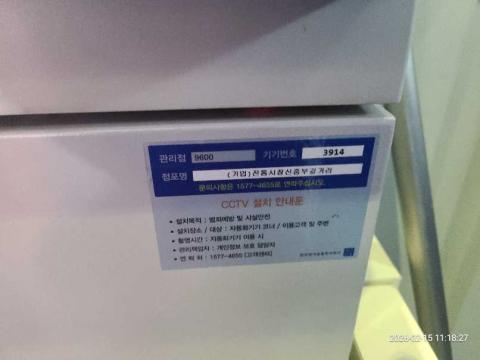 관리점 9600 기기번호 3914
점포명 (기업)전통시장신중부길거리
문의사항은 1577-4655로 연락주십시오.
CCTV 설치 안내문
• 설치목적 : 범죄예방 및 시설안전
• 설치장소 / 대상 : 자동화기기 코너 / 이용고객 및 주변
• 촬영시간 : 자동화기기 이용 시
• 관리책임자 : 개인정보 보호 담당자
• 연 락 처 : 1577-4655 [고객센터]
15 11:18:27